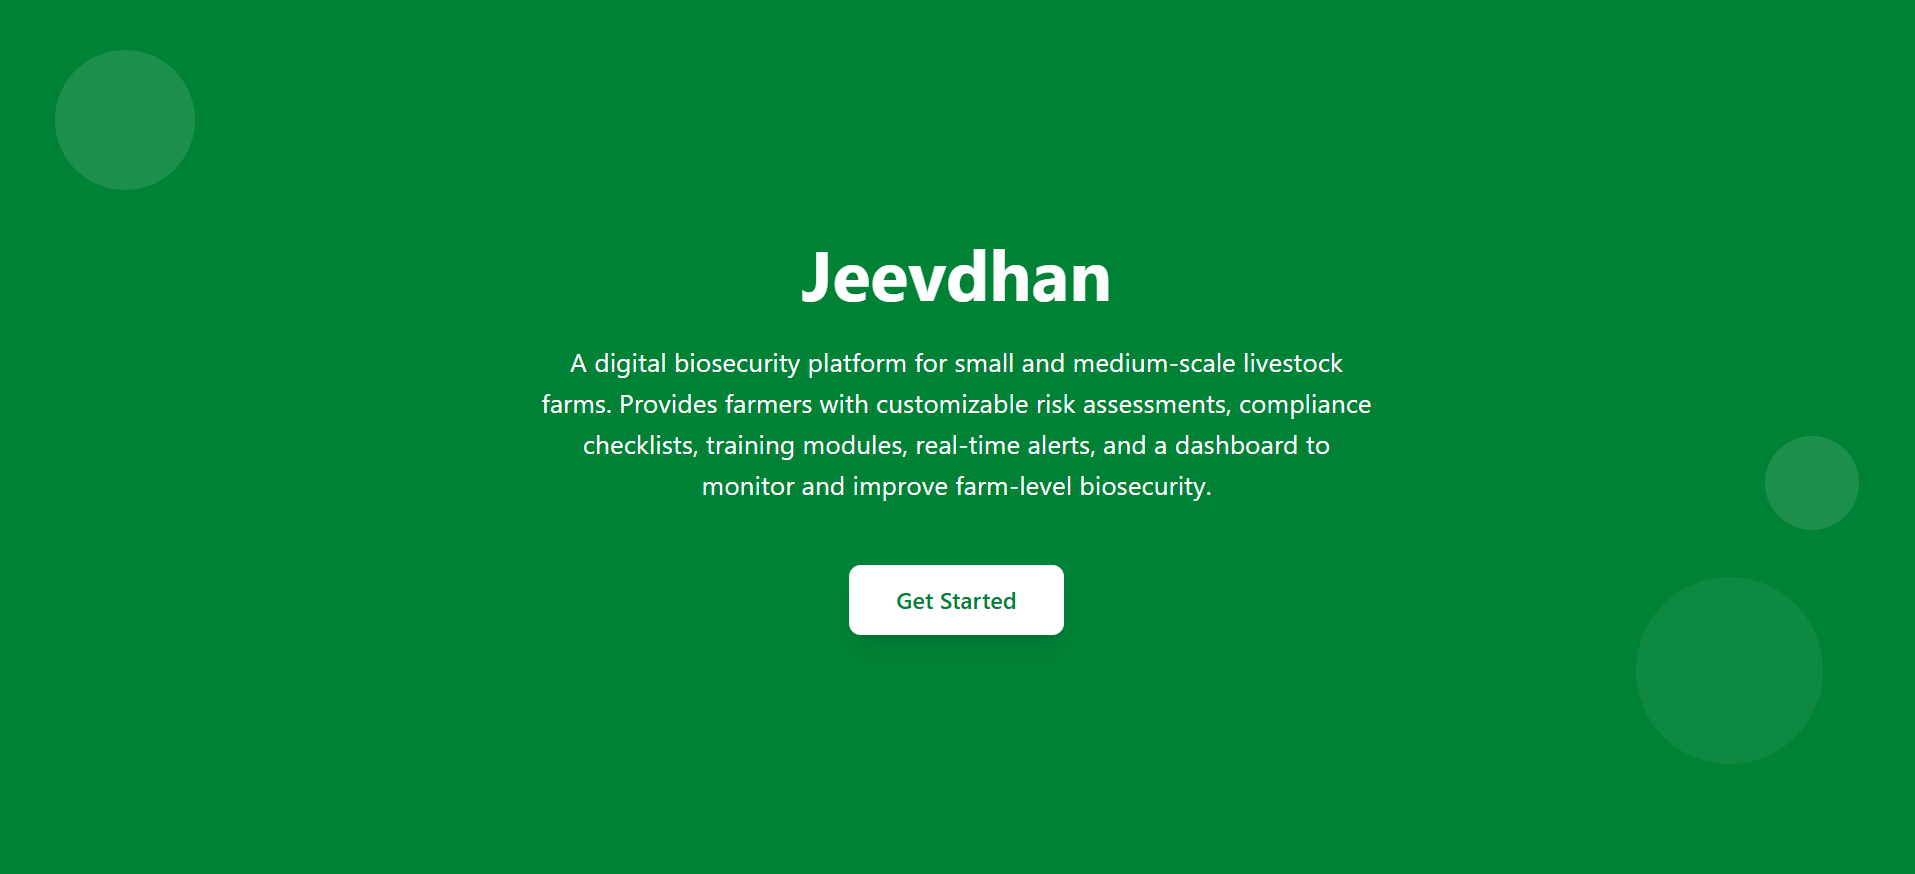 Jeevdhan
A digital biosecurity platform for small and medium-scale livestock
farms. Provides farmers with customizable risk assessments, compliance
checklists, training modules, real-time alerts, and a dashboard to
monitor and improve farm-level biosecurity.
Get Started